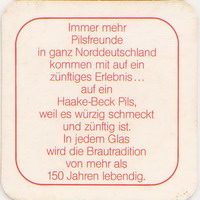 Immer mehr
Pilsfreunde
in ganz Norddeutschland
kommen mit auf ein
zünftiges Erlebnis...
auf ein
Haake-Beck Pils,
weil es würzig schmeckt
und zünftig ist.
In jedem Glas
wird die Brautradition
von mehr als
150 Jahren lebendig.